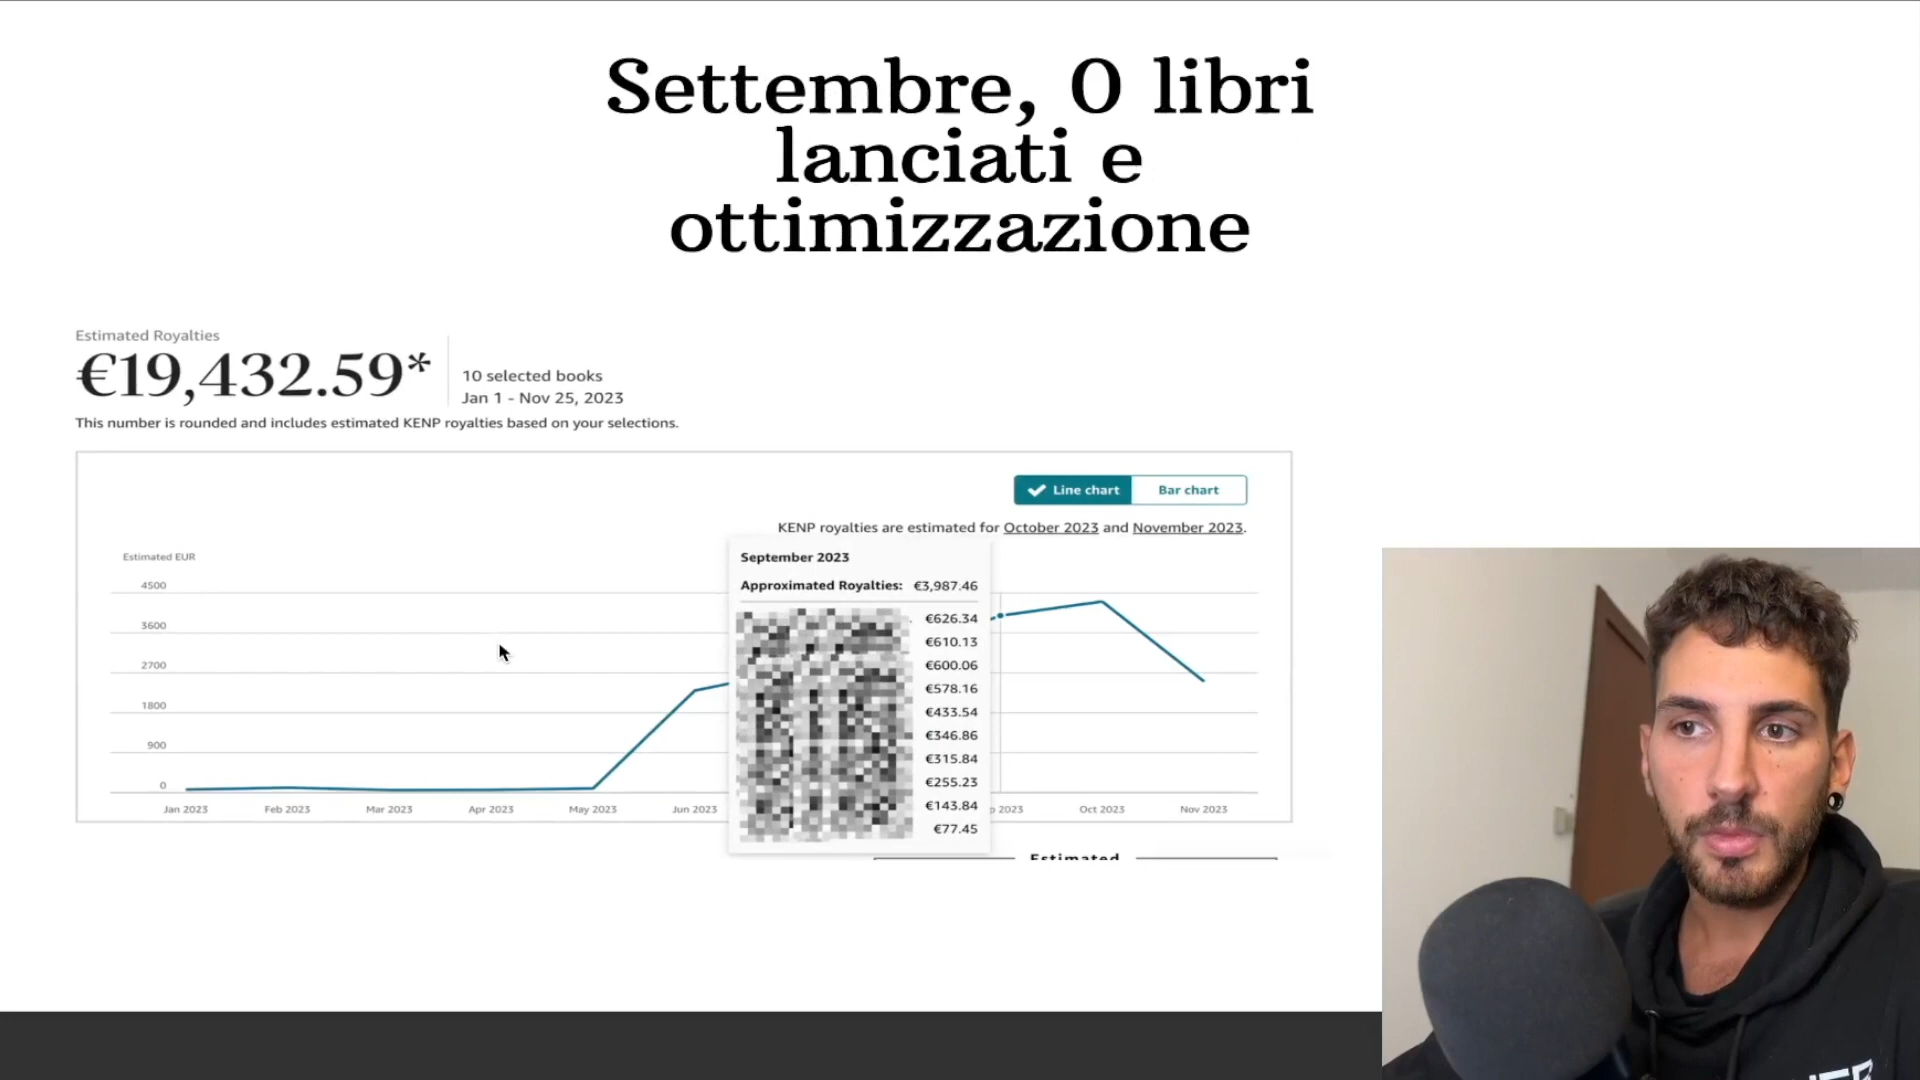 Settembre, 0 libri
lanciati e
ottimizzazione
Estimated Royalties
€19,432.59*
10 selected books
Jan 1 - Nov 25, 2023
This number is rounded and includes estimated KENP royalties based on your selections.
Line chart
Bar chart
KENP royalties are estimated for October 2023 and November 2023.
Estimated EUR
4500
3600
2700
1800
900
0
September 2023
Approximated Royalties: €3,987.46
€626.34
€610.13
€600.06
€578.16
€433.54
€346.86
€315.84
€255.23
€143.84
€77.45
Jan 2023
Feb 2023
Mar 2023
Apr 2023
May 2023
Jun 2023
2023
Oct 2023
Nov 2023
Estimated